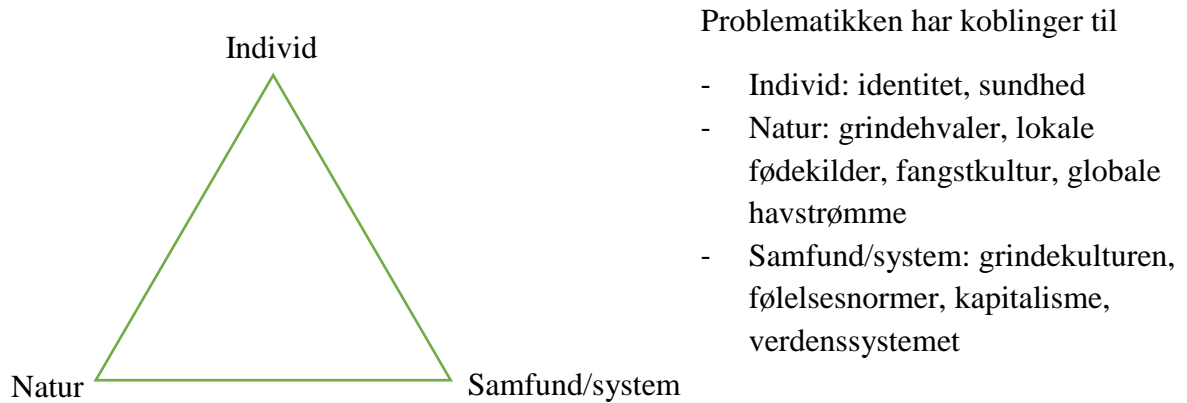 Individ
Natur
Samfund/system
Problematikken har koblinger til
- Individ: identitet, sundhed
- Natur: grindehvaler, lokale
fødekilder, fangstkultur, globale
havstrømme
- Samfund/system: grindekulturen,
følelsesnormer, kapitalisme,
verdenssystemet